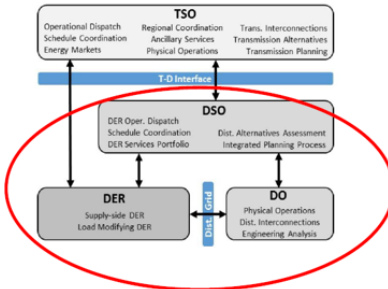 TSO
Operational Dispatch
Schedule Coordination
Energy Markets
Regional Coordination
Ancillary Services
Physical Operations
Trans. Interconnections
Transmission Alternatives
Transmission Planning
T-D Interface
DSO
DER Oper. Dispatch
Schedule Coordination
DER Services Portfolio
Dist. Alternatives Assessment
Integrated Planning Process
DER
Supply-side DER
Load Modifying DER
Dist. Grid
DO
Physical Operations
Dist. Interconnections
Engineering Analysis